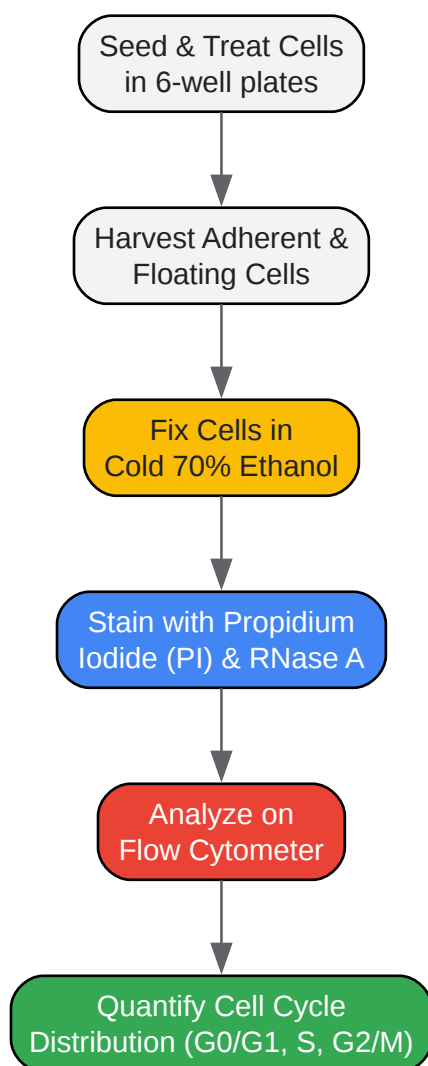 Seed & Treat Cells
in 6-well plates
Harvest Adherent &
Floating Cells
Fix Cells in
Cold 70% Ethanol
Stain with Propidium
Iodide (PI) & RNase A
Analyze on
Flow Cytometer
Quantify Cell Cycle
Distribution (G0/G1, S, G2/M)